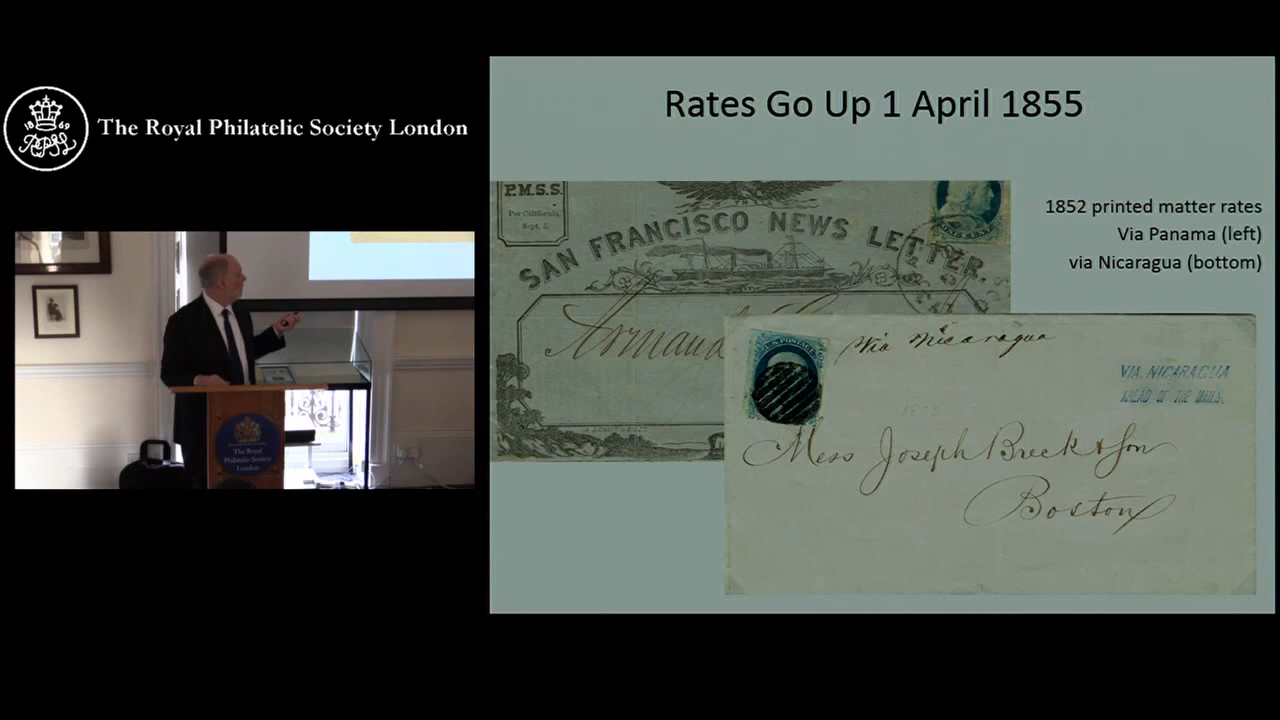 The Royal Philatelic Society London
Rates Go Up 1 April 1855
1852 printed matter rates
Via Panama (left)
via Nicaragua (bottom)
P.M.S.S.
For California,
Sept. 5,
SAN FRANCISCO NEWS LETTER.
Via Nicaragua
U.S. POSTAGE
VIA. NICARAGUA
AHEAD OF THE MAILS.
Mess Joseph Breck & Son
Boston
The Royal
Philatelic Society
London